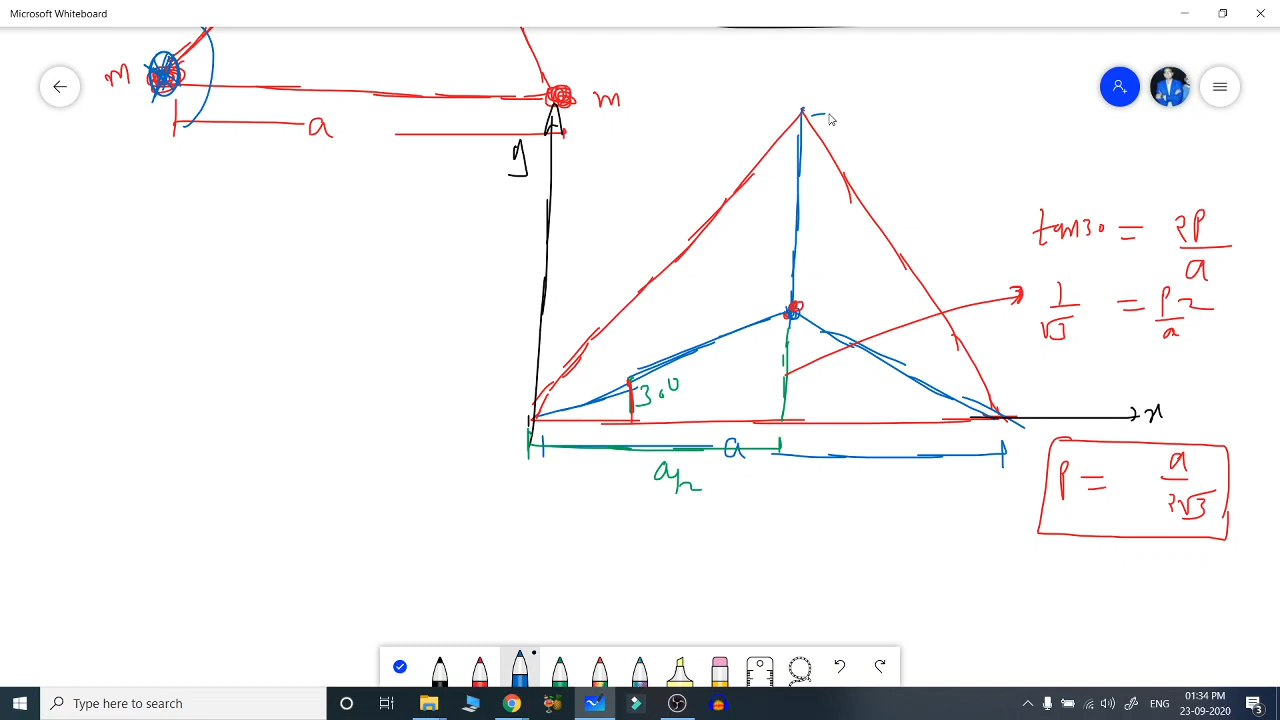 Microsoft Whiteboard
m
m
a
y
tan30 = 2P/a
1/√3 = P2/a
30
x
a
a/2
P = a/2√3
Type here to search
ENG
01:34 PM
23-09-2020
3